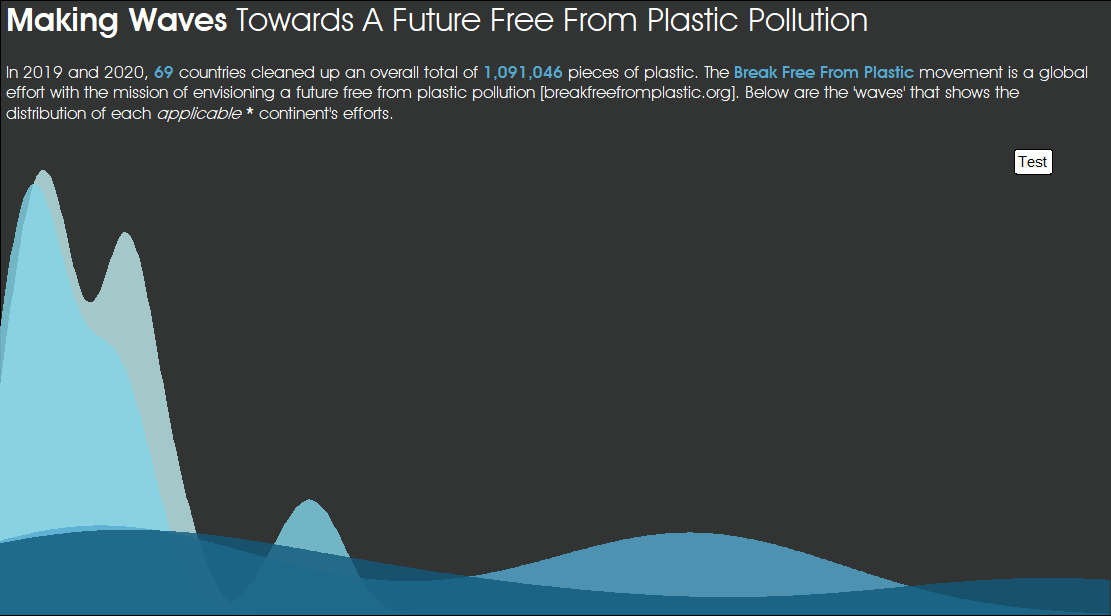 Making Waves Towards A Future Free From Plastic Pollution
In 2019 and 2020, 69 countries cleaned up an overall total of 1,091,046 pieces of plastic. The Break Free From Plastic movement is a global
effort with the mission of envisioning a future free from plastic pollution [breakfreefromplastic.org]. Below are the 'waves' that shows the
distribution of each applicable * continent's efforts.
Test